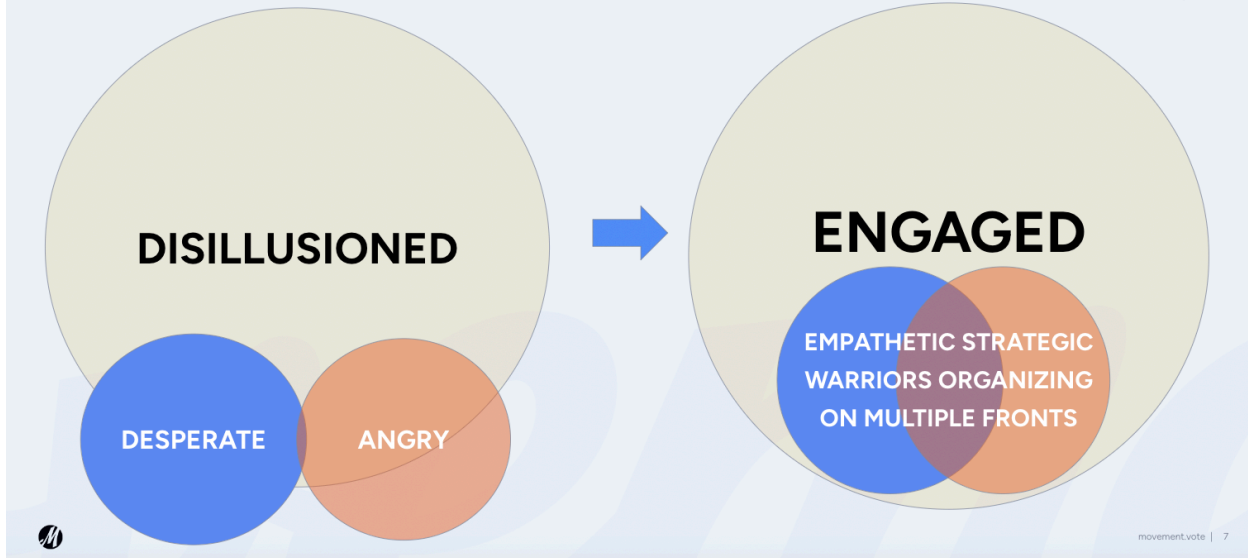 DISILLUSIONED
DESPERATE
ANGRY
ENGAGED
EMPATHETIC STRATEGIC
WARRIORS ORGANIZING
ON MULTIPLE FRONTS
M
movement.vote | 7